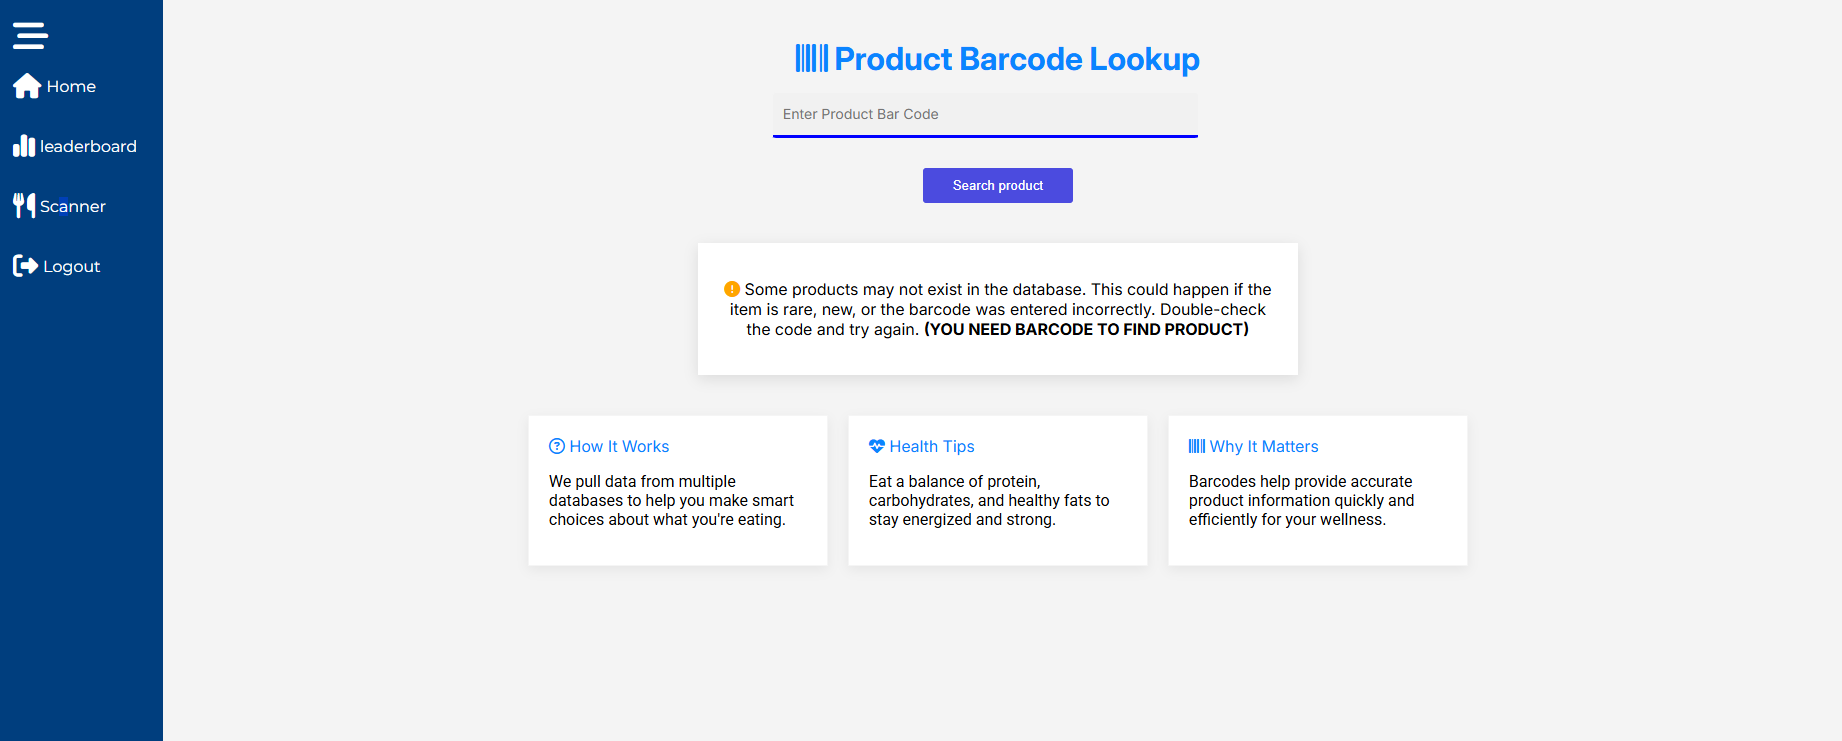 Home
leaderboard
Scanner
Logout
Product Barcode Lookup
Enter Product Bar Code
Search product
Some products may not exist in the database. This could happen if the
item is rare, new, or the barcode was entered incorrectly. Double-check
the code and try again. (YOU NEED BARCODE TO FIND PRODUCT)
How It Works
We pull data from multiple
databases to help you make smart
choices about what you're eating.
Health Tips
Eat a balance of protein,
carbohydrates, and healthy fats to
stay energized and strong.
Why It Matters
Barcodes help provide accurate
product information quickly and
efficiently for your wellness.